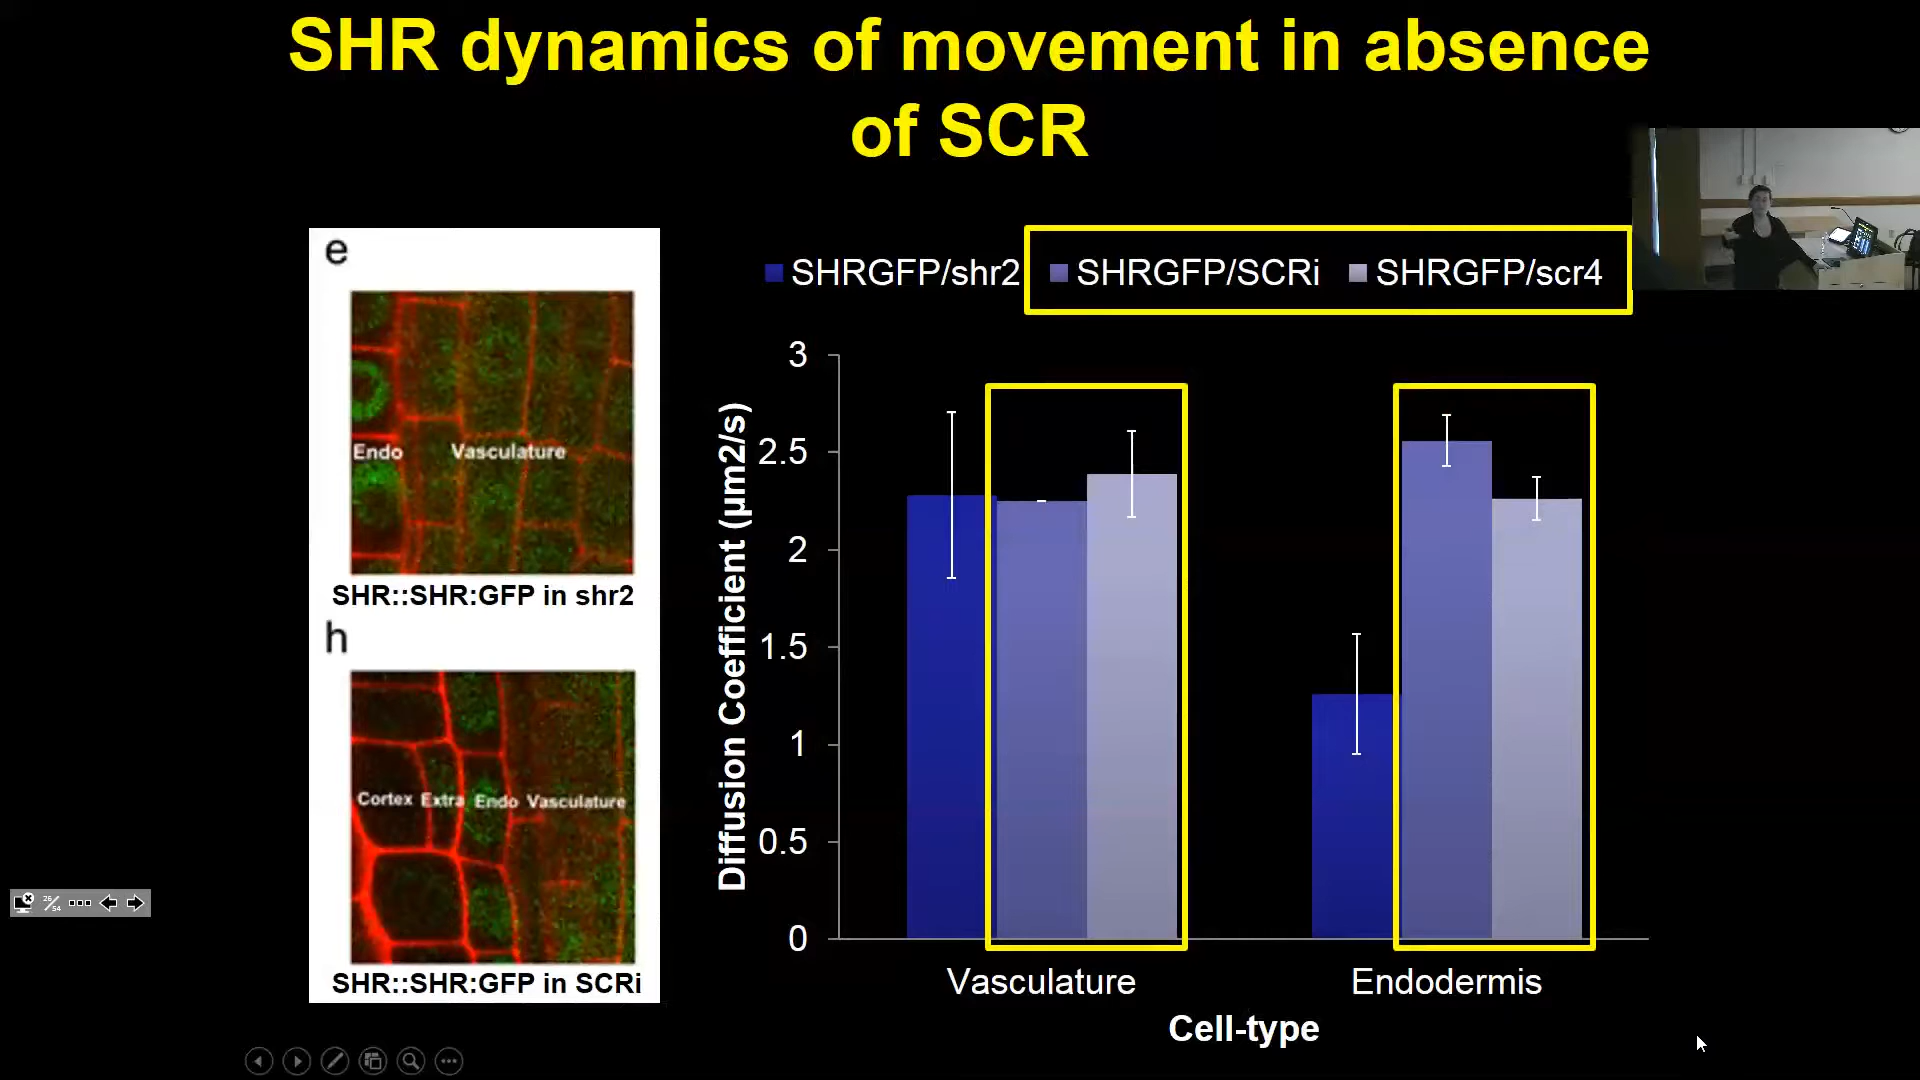 SHR dynamics of movement in absence
of SCR
e
Endo Vasculature
SHR::SHR:GFP in shr2
h
Cortex Extra Endo Vasculature
SHR::SHR:GFP in SCRi
SHRGFP/shr2 SHRGFP/SCRi SHRGFP/scr4
Diffusion Coefficient (µm2/s)
3
2.5
2
1.5
1
0.5
0
Vasculature Endodermis
Cell-type
26/54